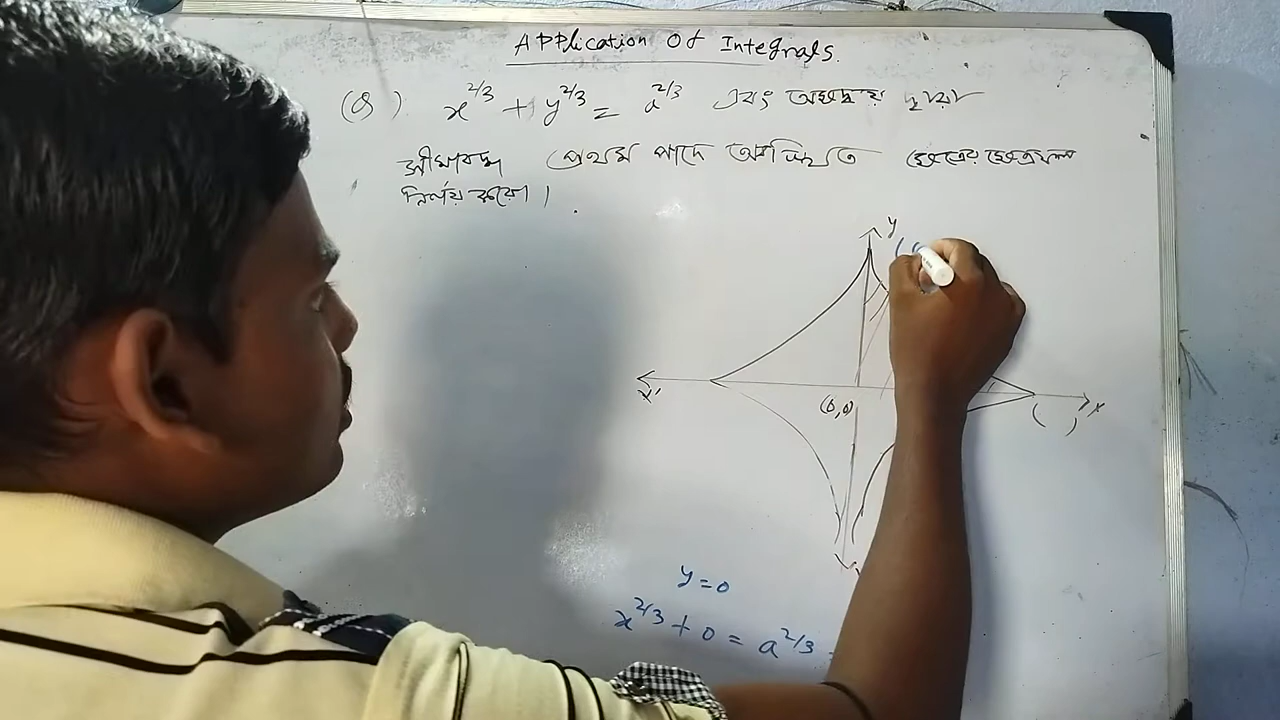 Application Of Integrals.
(Q). x^2/3 + y^2/3 = a^2/3 এবং অক্ষদ্বয় দ্বারা
সীমাবদ্ধ প্রথম পাদে অবস্থিত ক্ষেত্রের ক্ষেত্রফল
নির্ণয় করো।
y
x'
(0,0)
x
( )
y=0
x^2/3 + 0 = a^2/3